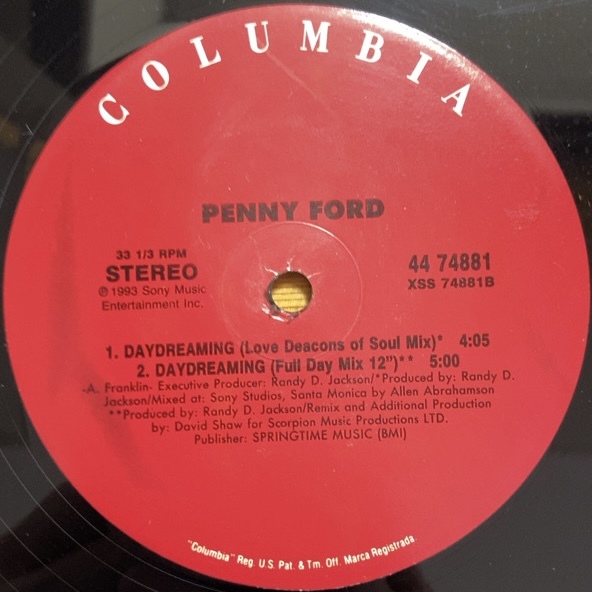 COLUMBIA
PENNY FORD
33 1/3 RPM
STEREO
℗ 1993 Sony Music
Entertainment Inc.
44 74881
XSS 74881B
1. DAYDREAMING (Love Deacons of Soul Mix)* 4:05
2. DAYDREAMING (Full Day Mix 12")** 5:00
-A. Franklin- Executive Producer: Randy D. Jackson/*Produced by: Randy D.
Jackson/Mixed at: Sony Studios, Santa Monica by Allen Abrahamson
**Produced by: Randy D. Jackson/Remix and Additional Production
by: David Shaw for Scorpion Music Productions LTD.
Publisher: SPRINGTIME MUSIC (BMI)
"Columbia" Reg. U.S. Pat. & Tm. Off. Marca Registrada.